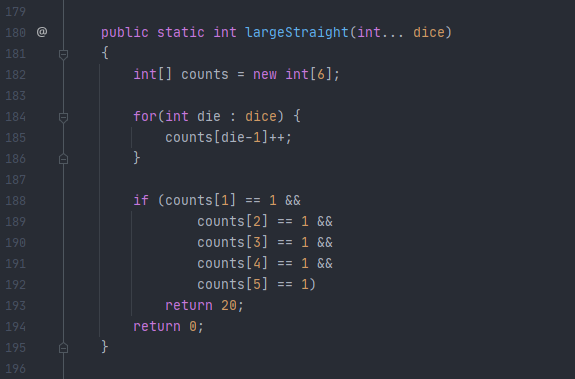 179
180 @ public static int largeStraight(int... dice)
181 {
182 int[] counts = new int[6];
183
184 for(int die : dice) {
185 counts[die-1]++;
186 }
187
188 if (counts[1] == 1 &&
189 counts[2] == 1 &&
190 counts[3] == 1 &&
191 counts[4] == 1 &&
192 counts[5] == 1)
193 return 20;
194 return 0;
195 }
196